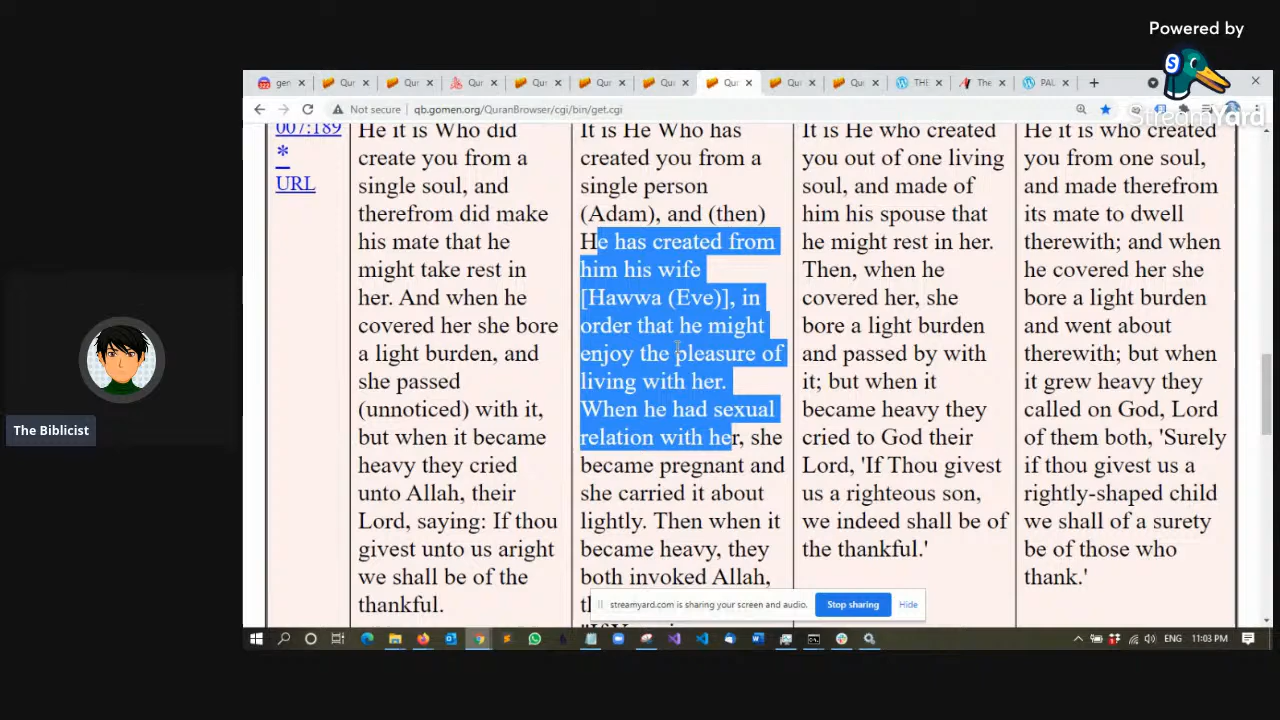 Powered by
StreamYard
gen
Qur
Qur
Qur
Qur
Qur
Qur
Qur
Qur
Qur
THE
The
PAL
Not secure
qb.gomen.org/QuranBrowser/cgi/bin/get.cgi
007:189
*
URL
He it is Who did
create you from a
single soul, and
therefrom did make
his mate that he
might take rest in
her. And when he
covered her she bore
a light burden, and
she passed
(unnoticed) with it,
but when it became
heavy they cried
unto Allah, their
Lord, saying: If thou
givest unto us aright
we shall be of the
thankful.
It is He Who has
created you from a
single person
(Adam), and (then)
He has created from
him his wife
[Hawwa (Eve)], in
order that he might
enjoy the pleasure of
living with her.
When he had sexual
relation with her, she
became pregnant and
she carried it about
lightly. Then when it
became heavy, they
both invoked Allah,
It is He who created
you out of one living
soul, and made of
him his spouse that
he might rest in her.
Then, when he
covered her, she
bore a light burden
and passed by with
it; but when it
became heavy they
cried to God their
Lord, 'If Thou givest
us a righteous son,
we indeed shall be of
the thankful.'
He it is who created
you from one soul,
and made therefrom
its mate to dwell
therewith; and when
he covered her she
bore a light burden
and went about
therewith; but when
it grew heavy they
called on God, Lord
of them both, 'Surely
if thou givest us a
rightly-shaped child
we shall of a surety
be of those who
thank.'
The Biblicist
streamyard.com is sharing your screen and audio.
Stop sharing
Hide
ENG
11:03 PM